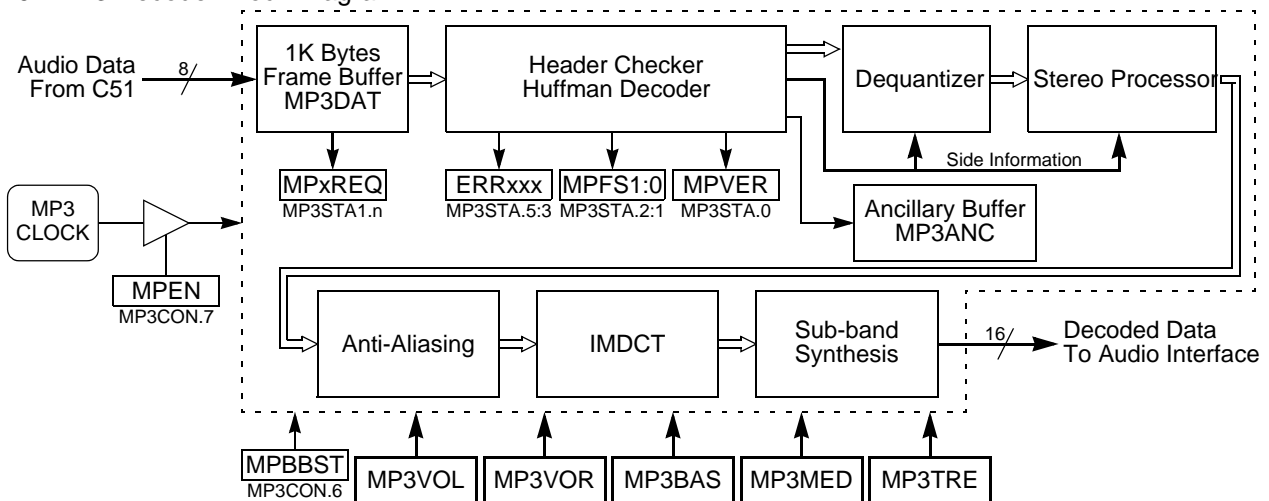 Audio Data
From C51
8
1K Bytes
Frame Buffer
MP3DAT
Header Checker
Huffman Decoder
Dequantizer
Stereo Processor
Side Information
MPxREQ
MP3STA1.n
ERRxxx
MP3STA.5:3
MPFS1:0
MP3STA.2:1
MPVER
MP3STA.0
Ancillary Buffer
MP3ANC
MP3
CLOCK
MPEN
MP3CON.7
Anti-Aliasing
IMDCT
Sub-band
Synthesis
16
Decoded Data
To Audio Interface
MPBBST
MP3CON.6
MP3VOL
MP3VOR
MP3BAS
MP3MED
MP3TRE